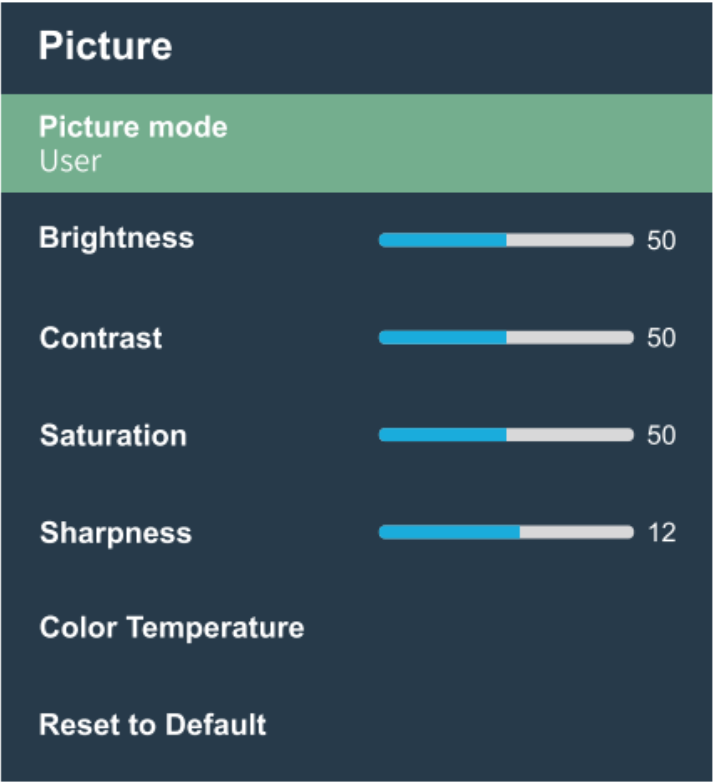 Picture
Picture mode
User
Brightness 50
Contrast 50
Saturation 50
Sharpness 12
Color Temperature
Reset to Default